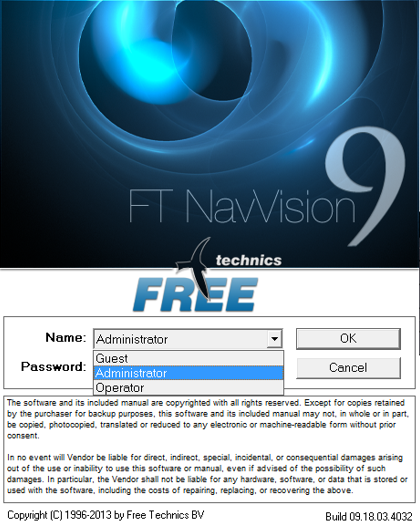 FT NavVision 9
technics
FREE
Name: Administrator OK
Guest
Password: Administrator Cancel
Operator
The software and its included manual are copyrighted with all rights reserved. Except for copies retained
by the purchaser for backup purposes, this software and its included manual may not, in whole or in part,
be copied, photocopied, translated or reduced to any electronic or machine-readable form without prior
consent.
In no event will Vendor be liable for direct, indirect, special, incidental, or consequential damages arising
out of the use or inability to use this software or manual, even if advised of the possibility of such
damages. In particular, the Vendor shall not be liable for any hardware, software, or data that is stored or
used with the software, including the costs of repairing, replacing, or recovering the above.
Copyright (C) 1996-2013 by Free Technics BV Build 09.18.03.4032